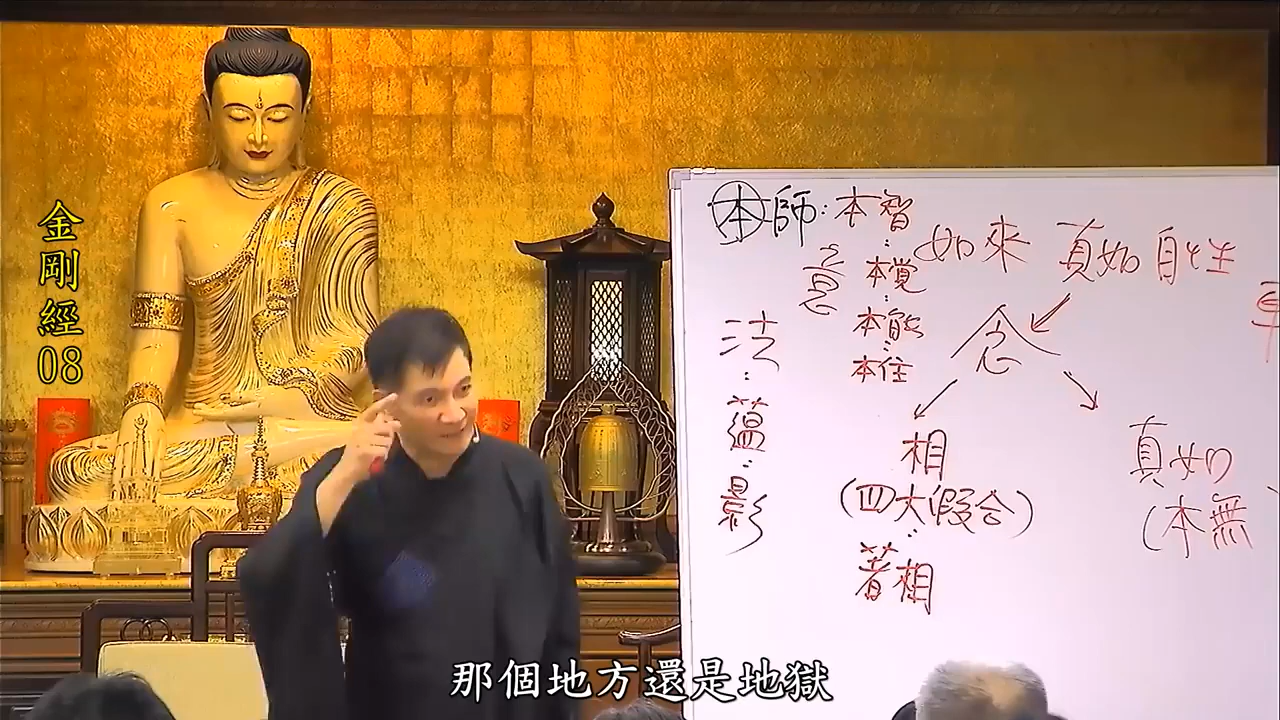 金剛經08
本師：本智
本覚
本能
本住
意
如來 真如自性
念
法：蘊：影
相
(四大假合)
著相
真如
(本無
那個地方還是地獄